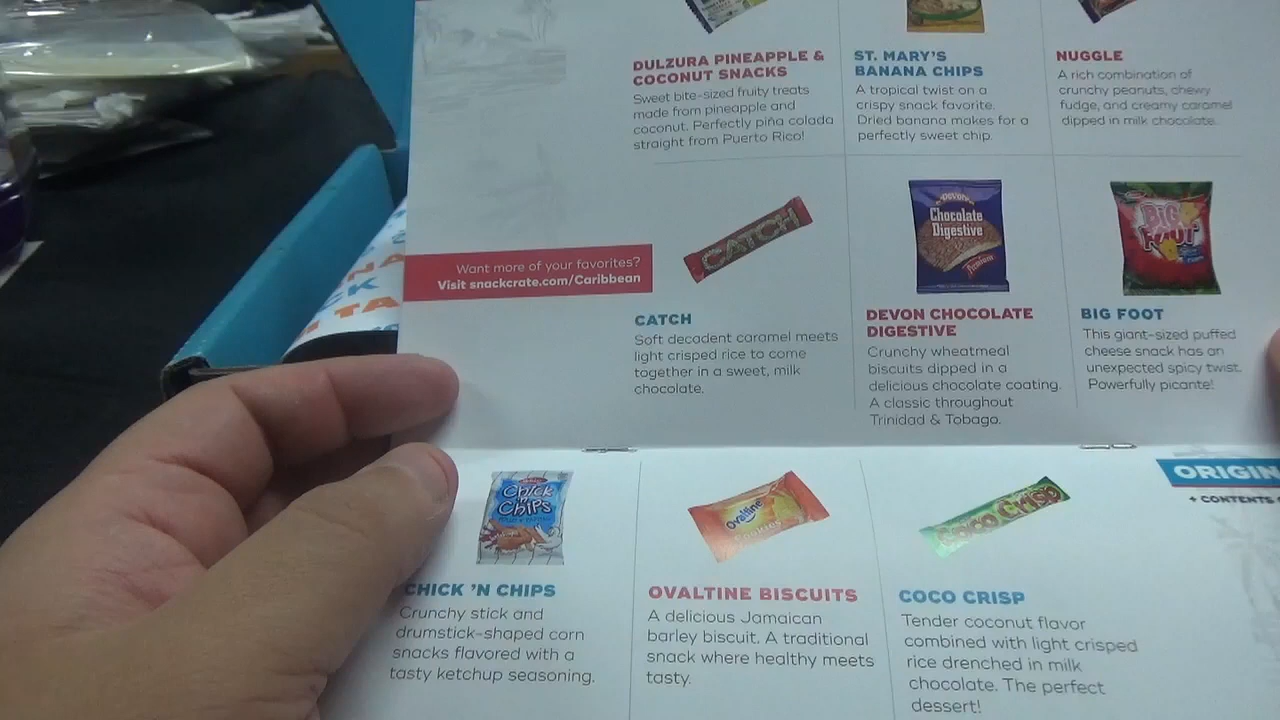 DULZURA PINEAPPLE &
COCONUT SNACKS
Sweet bite-sized fruity treats
made from pineapple and
coconut. Perfectly piña colada
straight from Puerto Rico!
ST. MARY'S
BANANA CHIPS
A tropical twist on a
crispy snack favorite.
Dried banana makes for a
perfectly sweet chip.
NUGGLE
A rich combination of
crunchy peanuts, chewy
fudge, and creamy caramel
dipped in milk chocolate.
Want more of your favorites?
Visit snackcrate.com/Caribbean
CATCH
CATCH
Soft decadent caramel meets
light crisped rice to come
together in a sweet, milk
chocolate.
DEVON
Chocolate
Digestive
DEVON CHOCOLATE
DIGESTIVE
Crunchy wheatmeal
biscuits dipped in a
delicious chocolate coating.
A classic throughout
Trinidad & Tobago.
BIG
FOOT
BIG FOOT
This giant-sized puffed
cheese snack has an
unexpected spicy twist.
Powerfully picante!
Chick
'n
Chips
CHICK 'N CHIPS
Crunchy stick and
drumstick-shaped corn
snacks flavored with a
tasty ketchup seasoning.
Ovaltine
Cookies
OVALTINE BISCUITS
A delicious Jamaican
barley biscuit. A traditional
snack where healthy meets
tasty.
Coco Crisp
COCO CRISP
Tender coconut flavor
combined with light crisped
rice drenched in milk
chocolate. The perfect
dessert!
ORIGIN
+ CONTENTS
NA
CK
TA